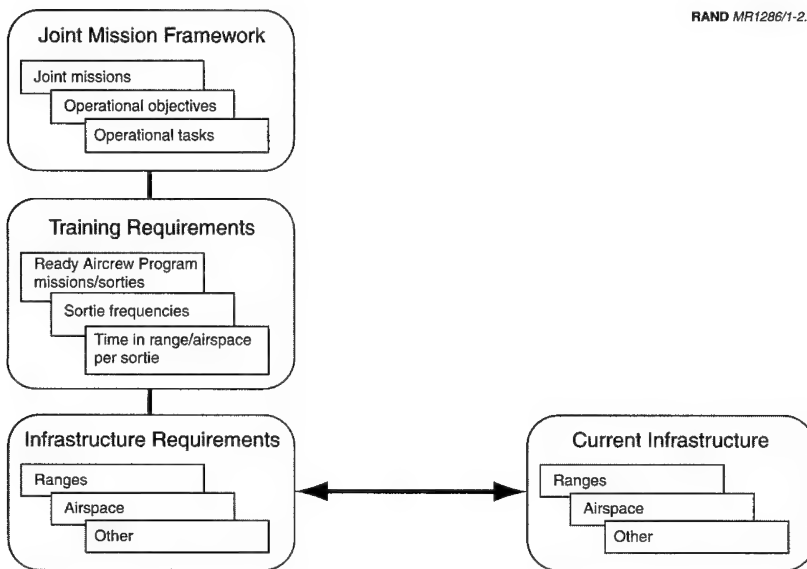 RAND MR1286/1-2.
Joint Mission Framework
Joint missions
Operational objectives
Operational tasks
Training Requirements
Ready Aircrew Program
missions/sorties
Sortie frequencies
Time in range/airspace
per sortie
Infrastructure Requirements
Ranges
Airspace
Other
Current Infrastructure
Ranges
Airspace
Other